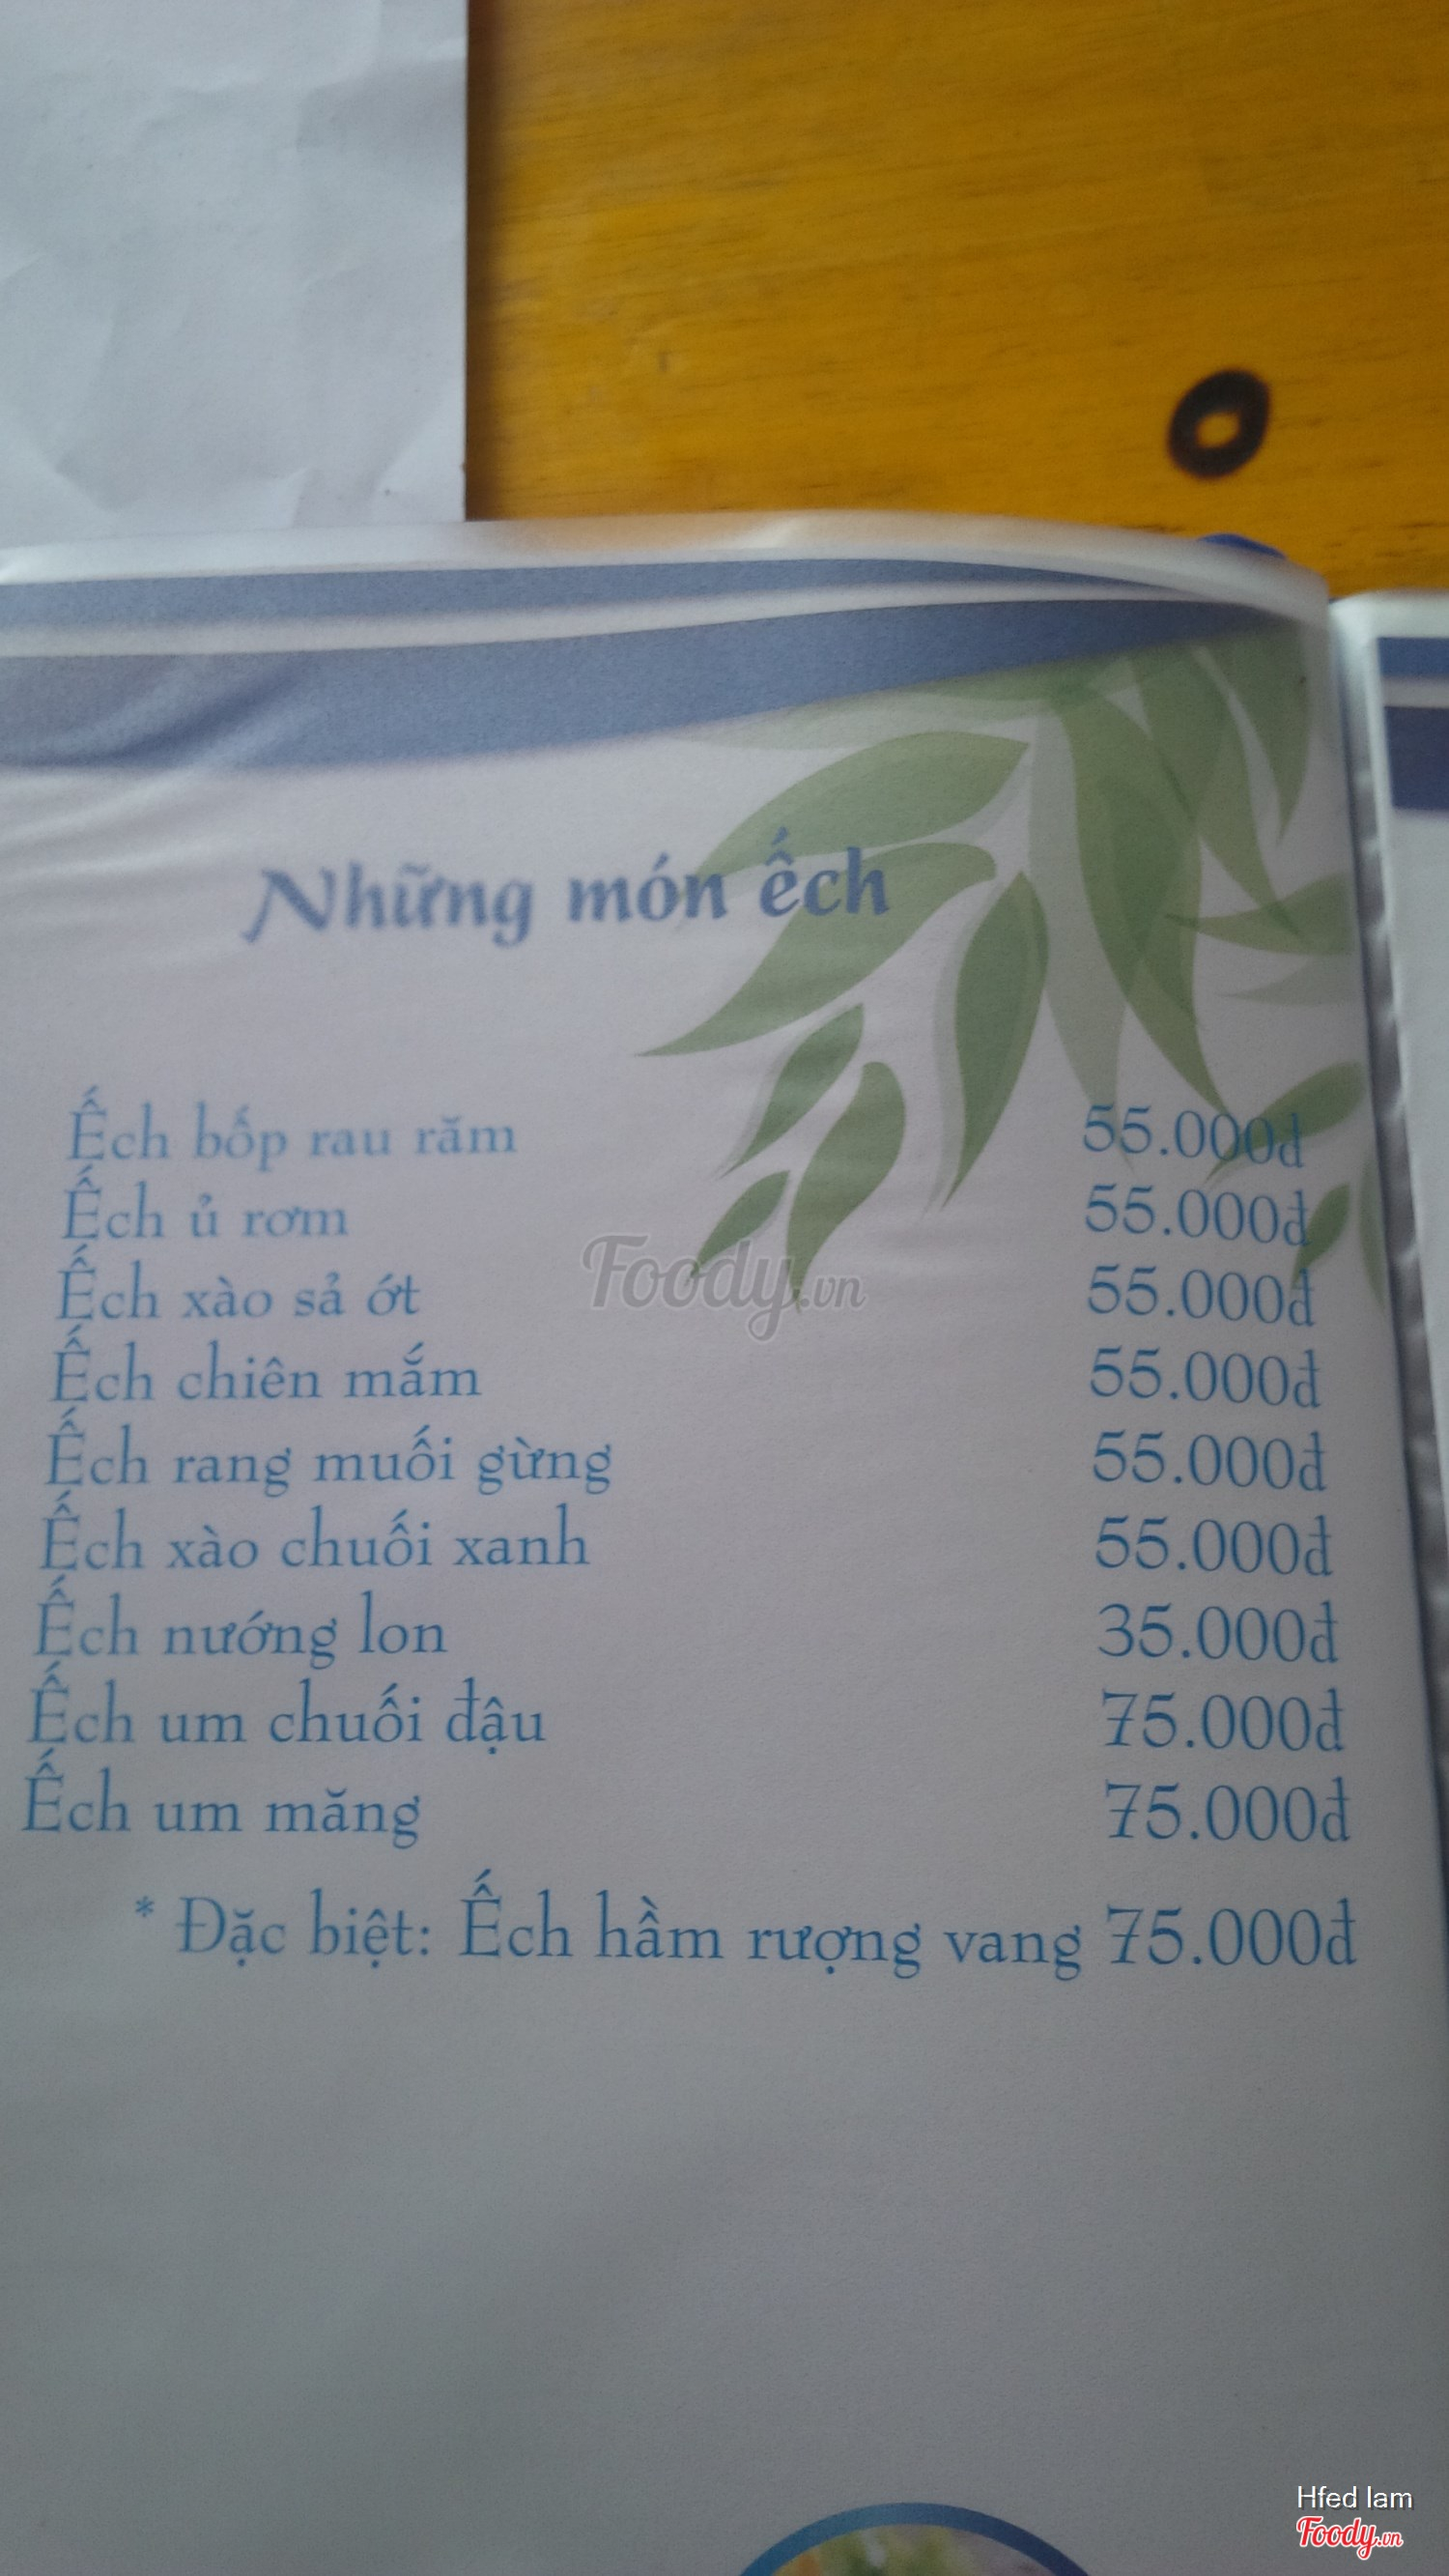 Những món ếch
Ếch bốp rau răm 55.000đ
Ếch ủ rơm 55.000đ
Ếch xào sả ớt 55.000đ
Ếch chiên mắm 55.000đ
Ếch rang muối gừng 55.000đ
Ếch xào chuối xanh 55.000đ
Ếch nướng lon 35.000đ
Ếch um chuối đậu 75.000đ
Ếch um măng 75.000đ
* Đặc biệt: Ếch hầm rượng vang 75.000đ
Foody.vn
Hfed lam
Foody.vn